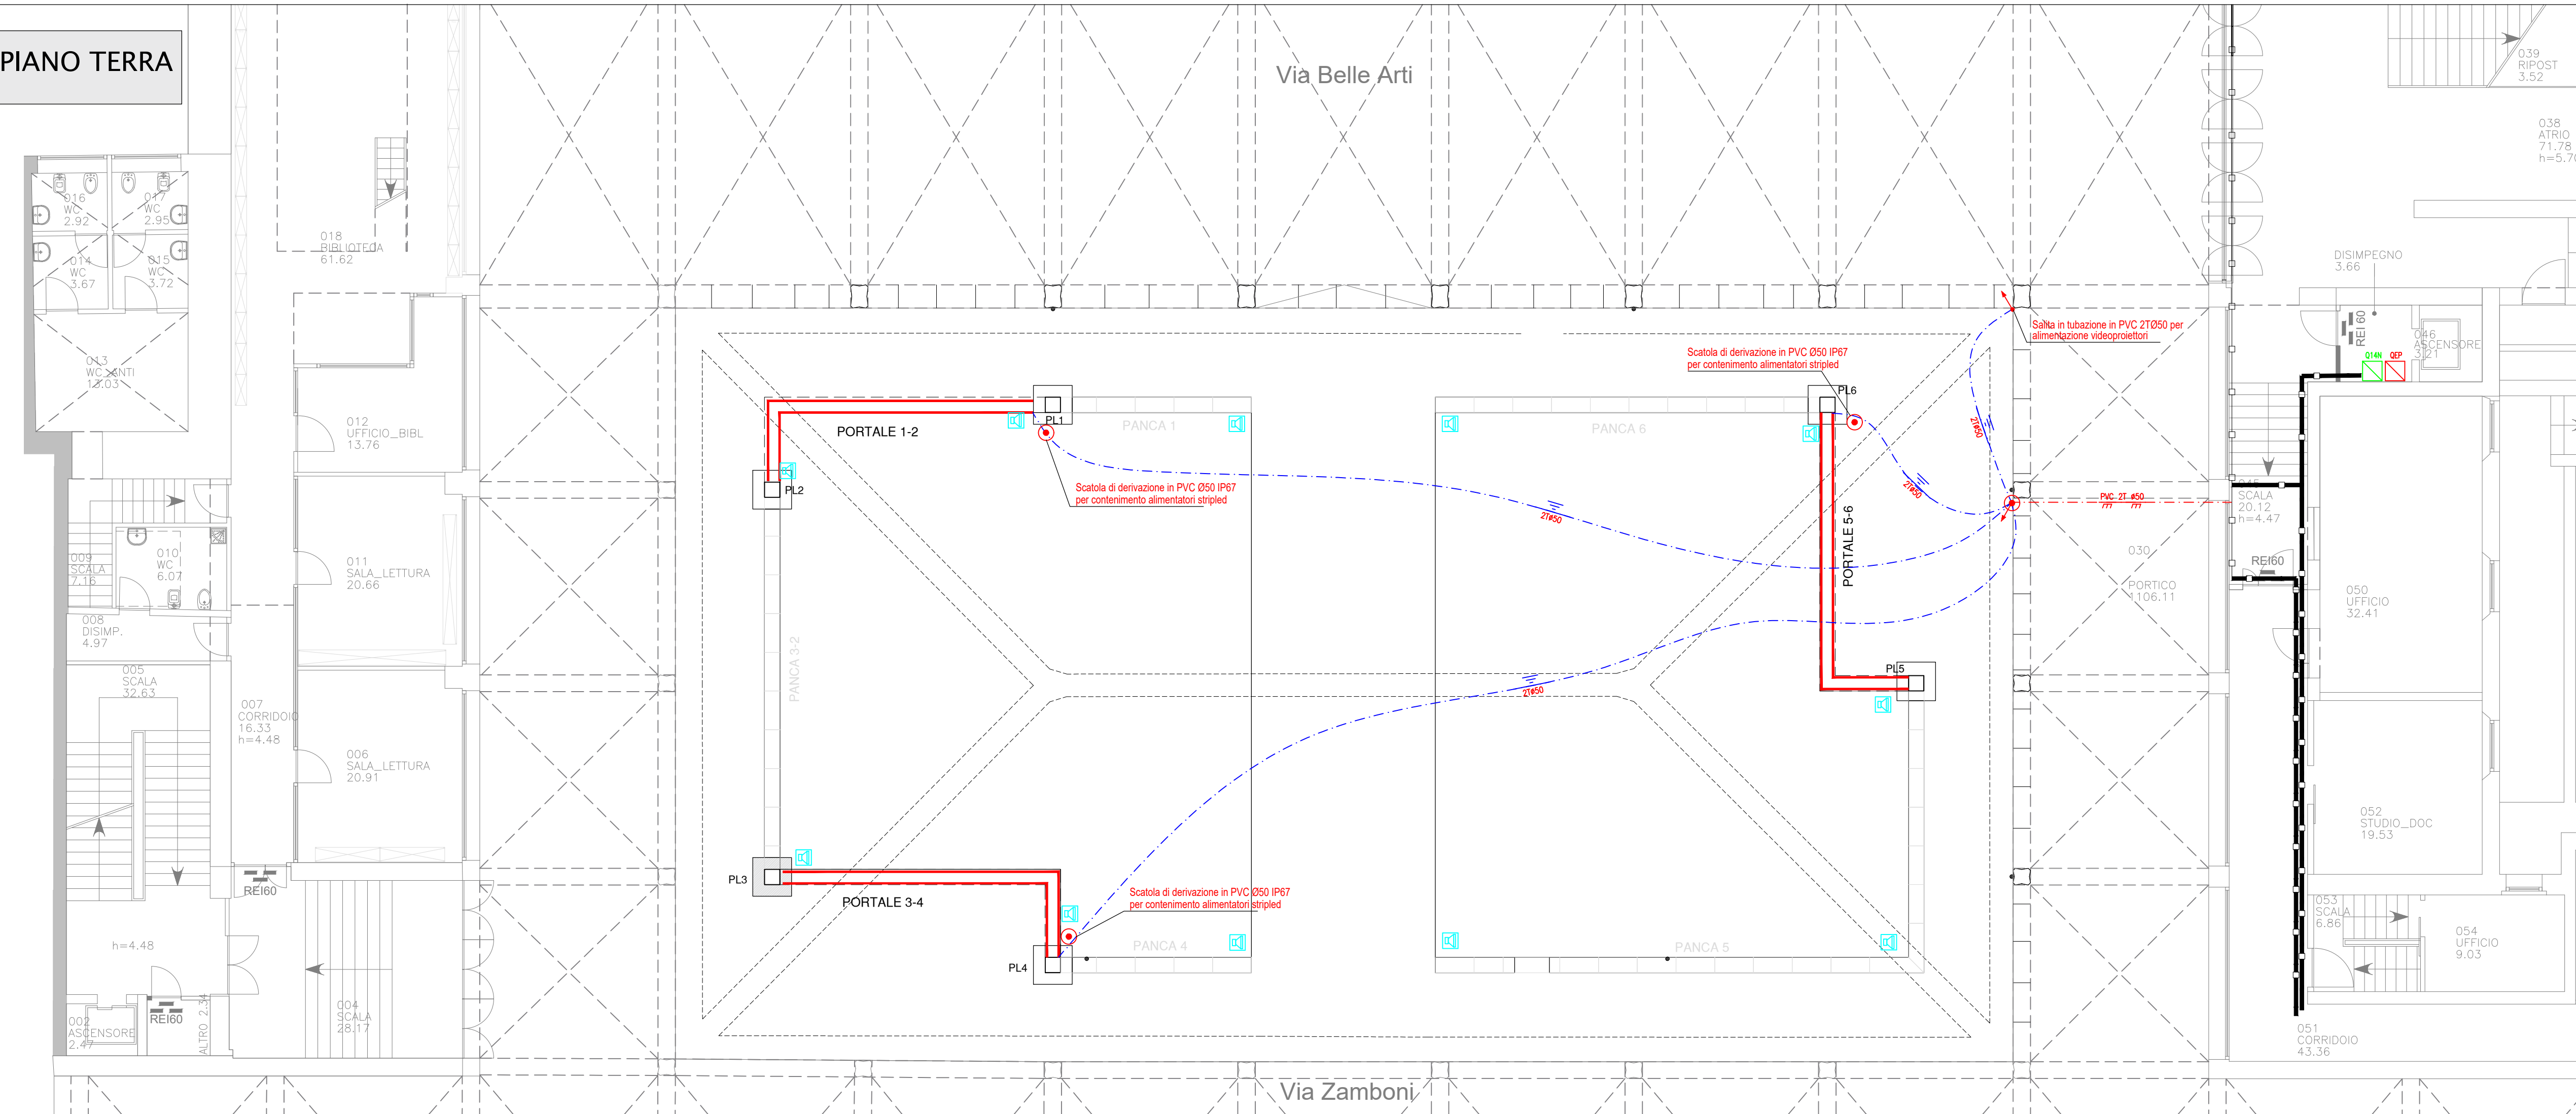 PIANO TERRA
Via Belle Arti
039
RIPOST
3.52
038
ATRIO
71.78
016
WC
2.92
017
WC
2.95
014
WC
3.67
015
WC
3.72
018
BIBLIOTECA
61.62
013
WC_ANTI
13.03
012
UFFICIO_BIBL
13.76
011
SALA_LETTURA
20.66
009
SCALA
7.16
010
WC
6.07
008
DISIMP.
4.97
005
SCALA
32.63
007
CORRIDOIO
16.33
h=4.48
006
SALA_LETTURA
20.91
REI60
h=4.48
002
ASCENSORE
2.47
REI60
ALTRO 2.34
004
SCALA
28.17
PORTALE 1-2
PL1
PANCA 1
PL2
Scatola di derivazione in PVC Ø50 IP67
per contenimento alimentatori stripled
PANCA 3-2
PL3
PORTALE 3-4
Scatola di derivazione in PVC Ø50 IP67
per contenimento alimentatori stripled
PL4
PANCA 4
2TØ50
2TØ50
Scatola di derivazione in PVC Ø50 IP67
per contenimento alimentatori stripled
PL6
PANCA 6
PORTALE 5-6
PL5
PANCA 5
2TØ50
2TØ50
Salita in tubazione in PVC 2TØ50 per
alimentazione videoproiettori
PVC 2T ø50
030
PORTICO
1106.11
DISIMPEGNO
3.66
REI 60
046
ASCENSORE
3.21
Q14N
QEP
SCALA
20.12
h=4.47
REI60
050
UFFICIO
32.41
052
STUDIO_DOC
19.53
053
SCALA
6.86
054
UFFICIO
9.03
051
CORRIDOIO
43.36
Via Zamboni